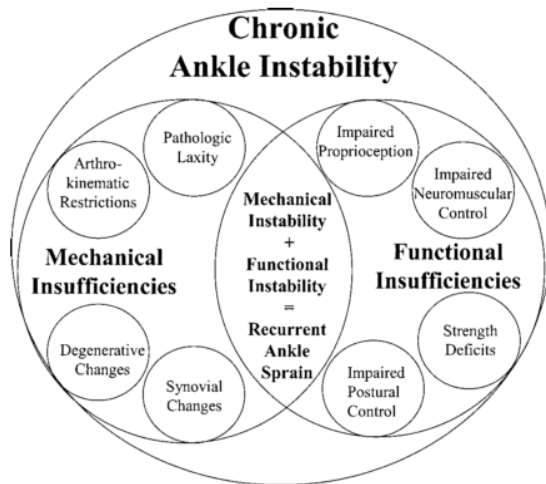 Chronic
Ankle Instability
Pathologic
Laxity
Impaired
Proprioception
Arthro-
kinematic
Restrictions
Impaired
Neuromuscular
Control
Mechanical
Instability
+
Functional
Instability
=
Recurrent
Ankle
Sprain
Mechanical
Insufficiencies
Functional
Insufficiencies
Degenerative
Changes
Synovial
Changes
Strength
Deficits
Impaired
Postural
Control